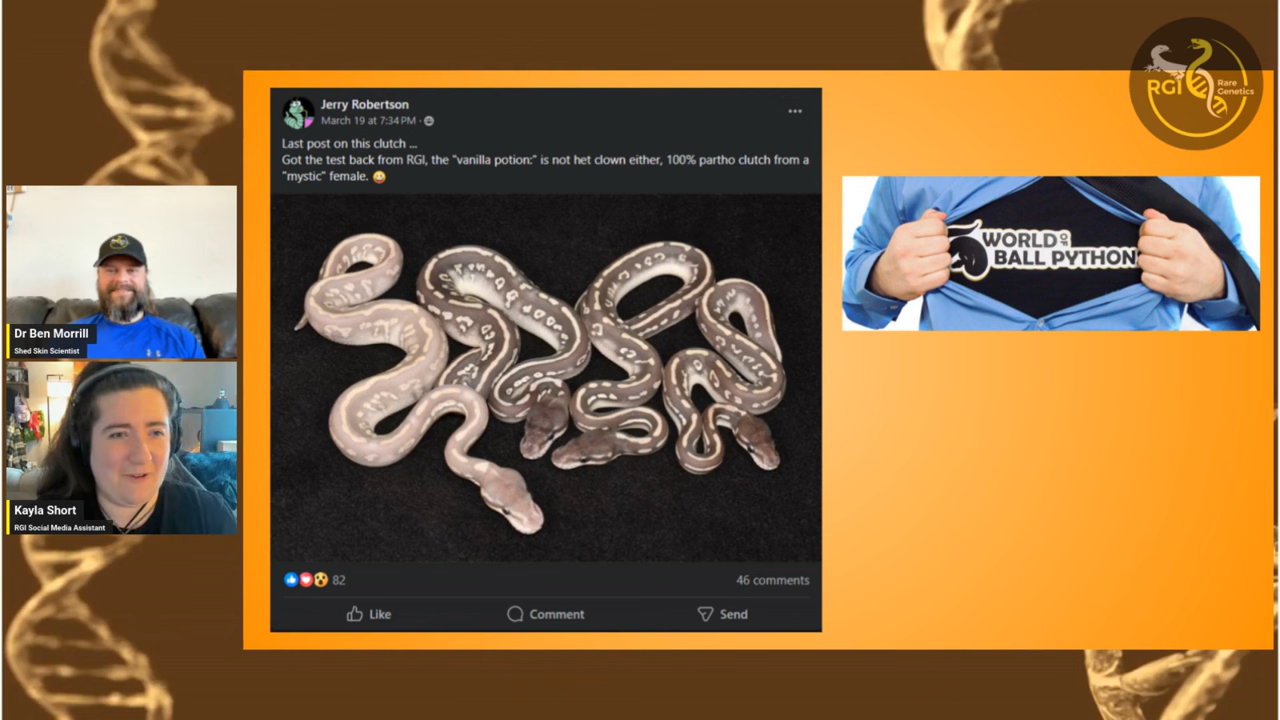 RGI
Rare
Genetics
Jerry Robertson
March 19 at 7:34 PM ·
Last post on this clutch ...
Got the test back from RGI, the "vanilla potion:" is not het clown either, 100% partho clutch from a
"mystic" female.
82
46 comments
Like
Comment
Send
WORLD OF
BALL PYTHON
Dr Ben Morrill
Shed Skin Scientist
Kayla Short
RGI Social Media Assistant